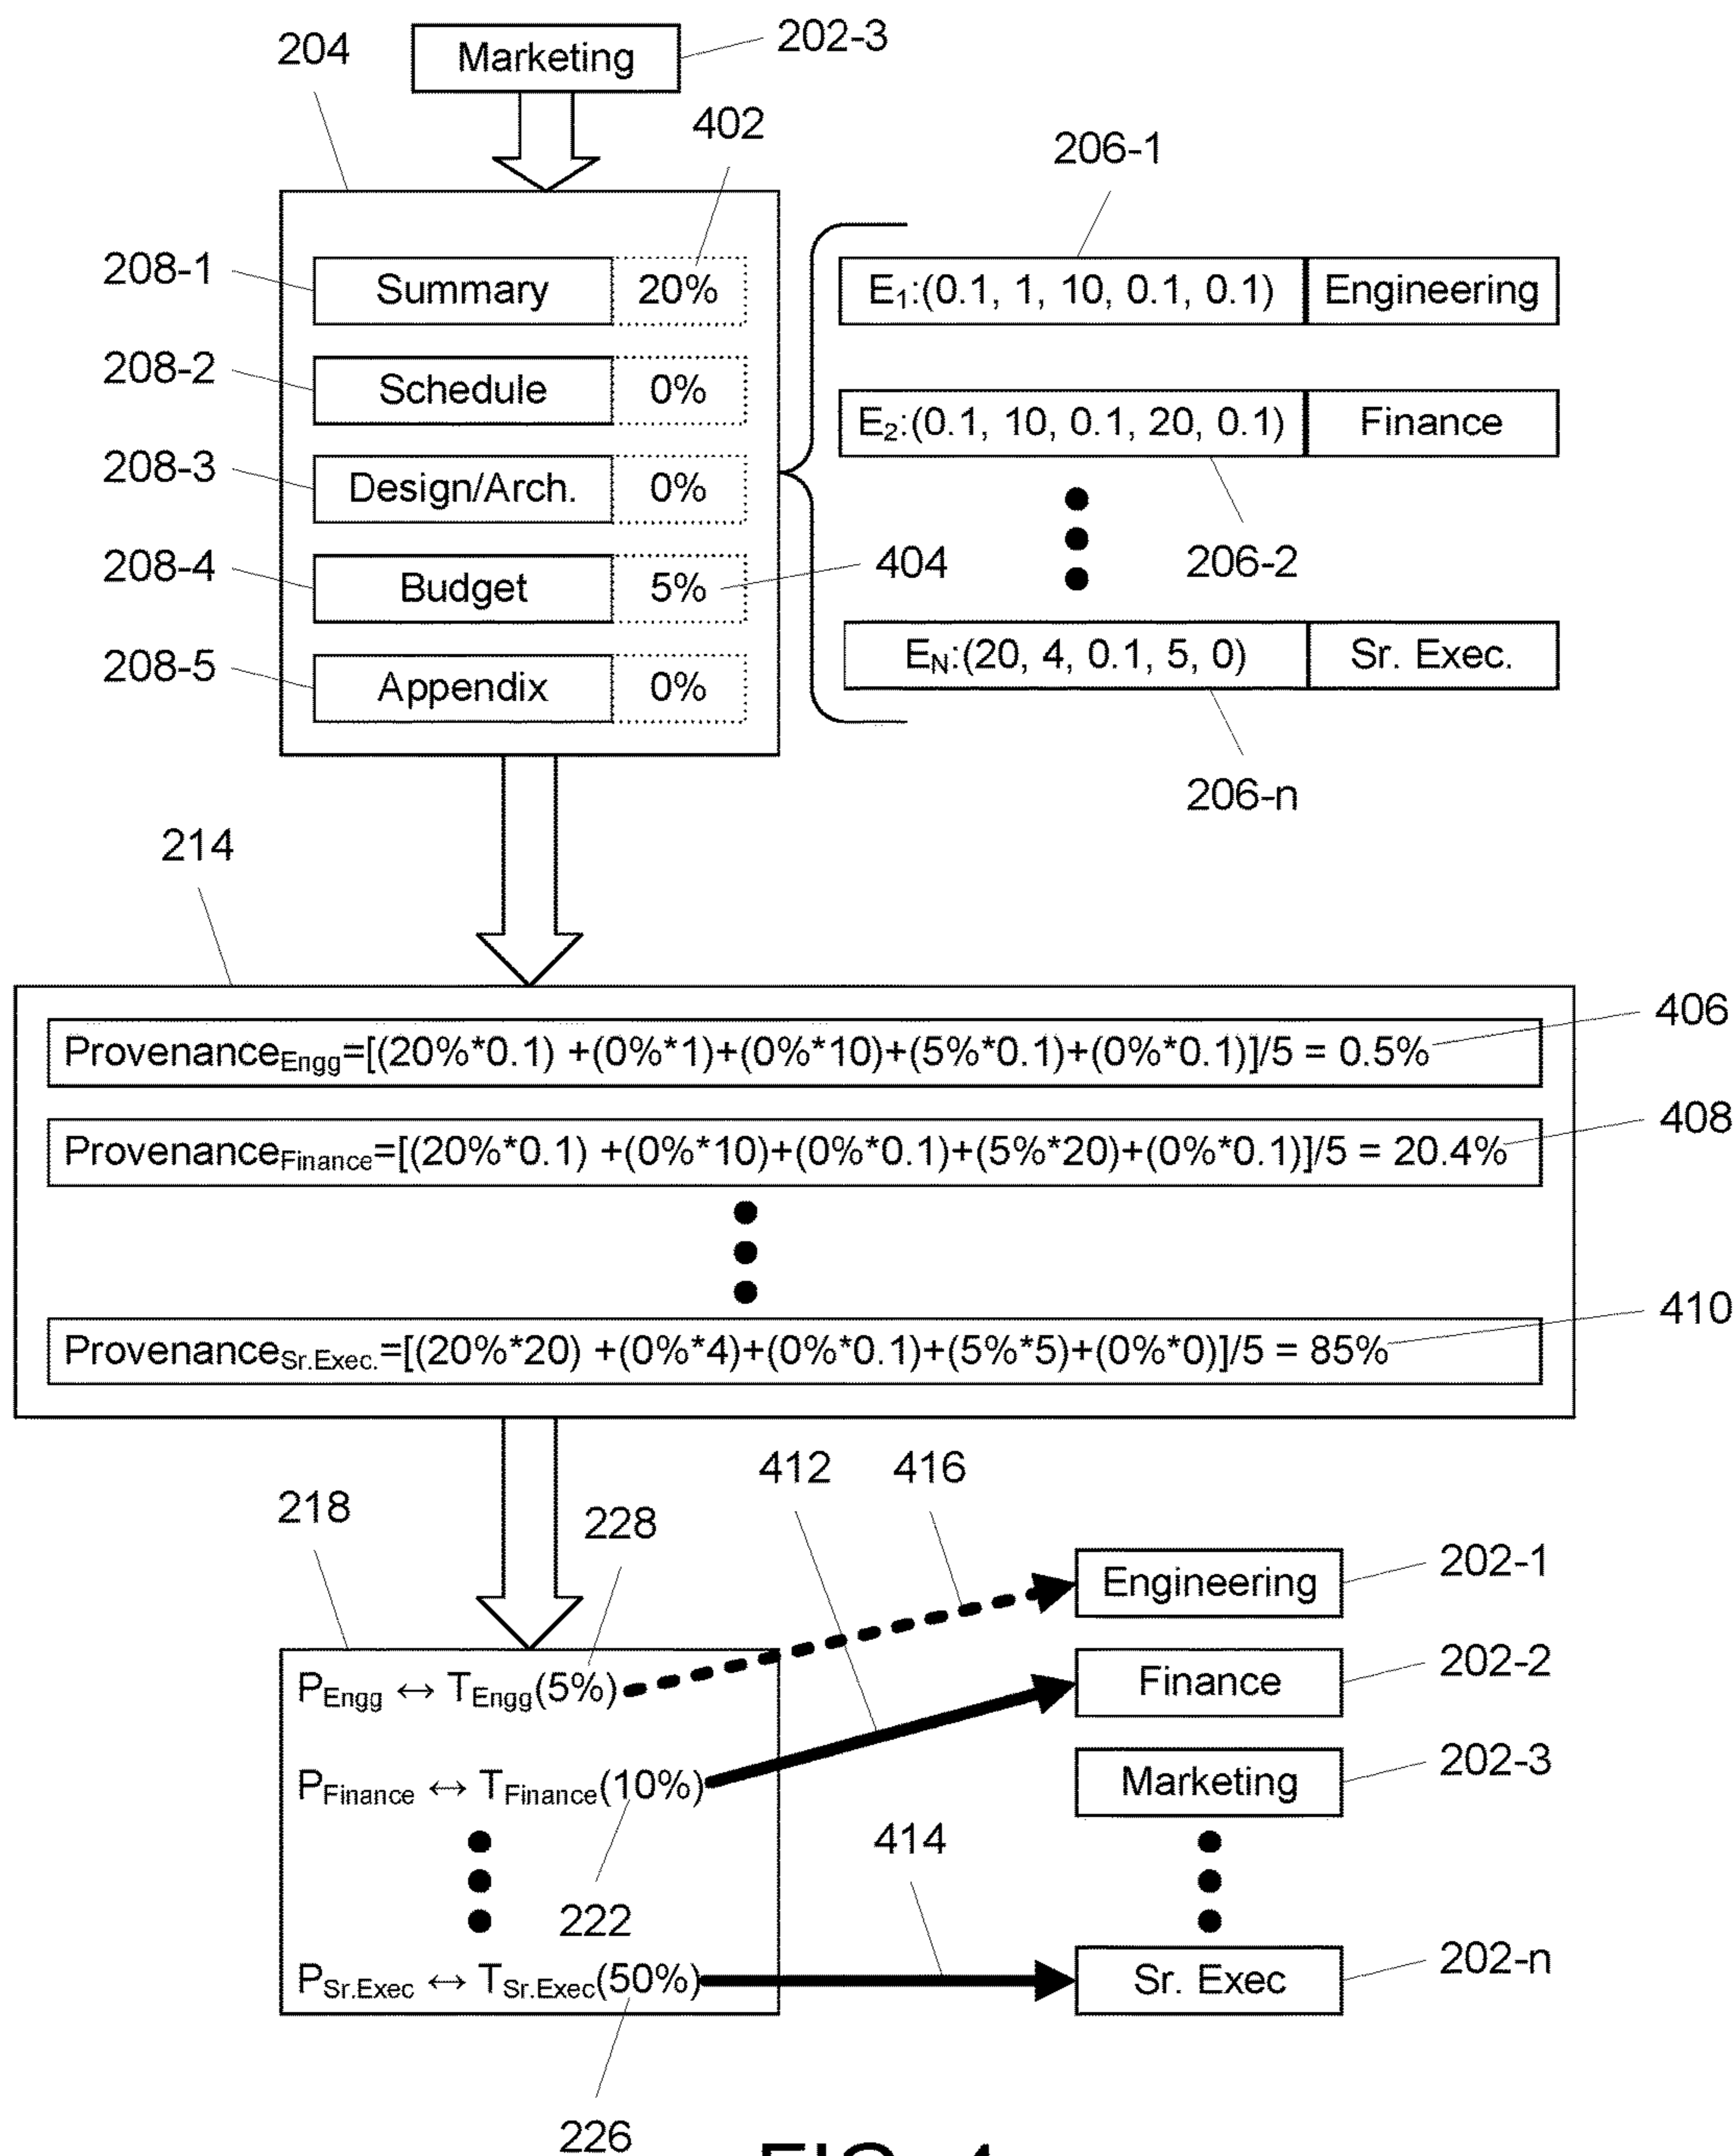 204
Marketing
202-3
402
206-1
208-1
Summary
20%
E1:(0.1, 1, 10, 0.1, 0.1)
Engineering
208-2
Schedule
0%
E2:(0.1, 10, 0.1, 20, 0.1)
Finance
208-3
Design/Arch.
0%
208-4
Budget
5%
404
206-2
208-5
Appendix
0%
EN:(20, 4, 0.1, 5, 0)
Sr. Exec.
206-n
214
406
ProvenanceEngg=[(20%*0.1) +(0%*1)+(0%*10)+(5%*0.1)+(0%*0.1)]/5 = 0.5%
408
ProvenanceFinance=[(20%*0.1) +(0%*10)+(0%*0.1)+(5%*20)+(0%*0.1)]/5 = 20.4%
410
ProvenanceSr.Exec.=[(20%*20) +(0%*4)+(0%*0.1)+(5%*5)+(0%*0)]/5 = 85%
412
416
218
228
Engineering
202-1
PEngg ↔ TEngg(5%)
Finance
202-2
PFinance ↔ TFinance(10%)
Marketing
202-3
414
222
PSr.Exec ↔ TSr.Exec(50%)
Sr. Exec
202-n
226